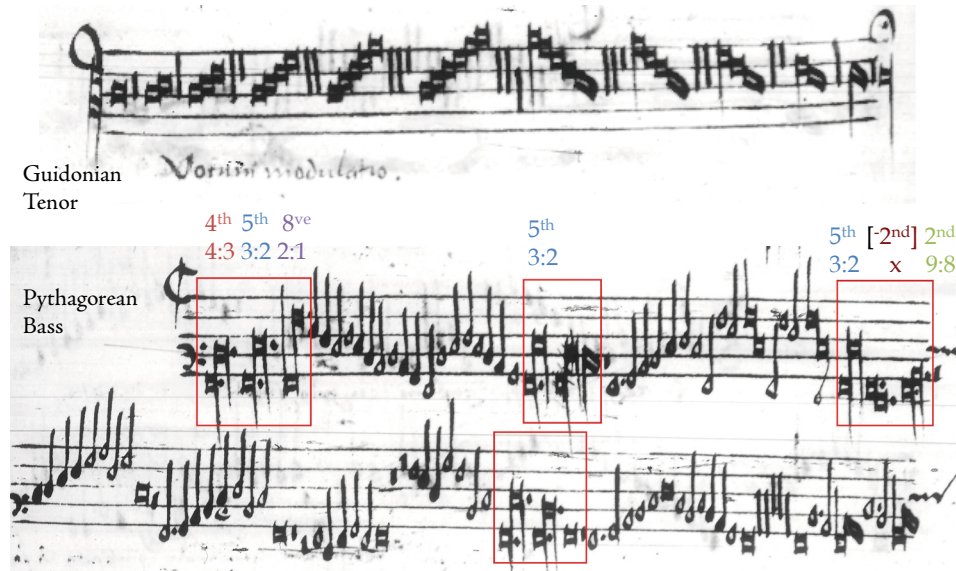 Vocum modulatio.
Guidonian
Tenor
4th 5th 8ve
4:3 3:2 2:1
5th
3:2
5th [-2nd] 2nd
3:2 x 9:8
Pythagorean
Bass